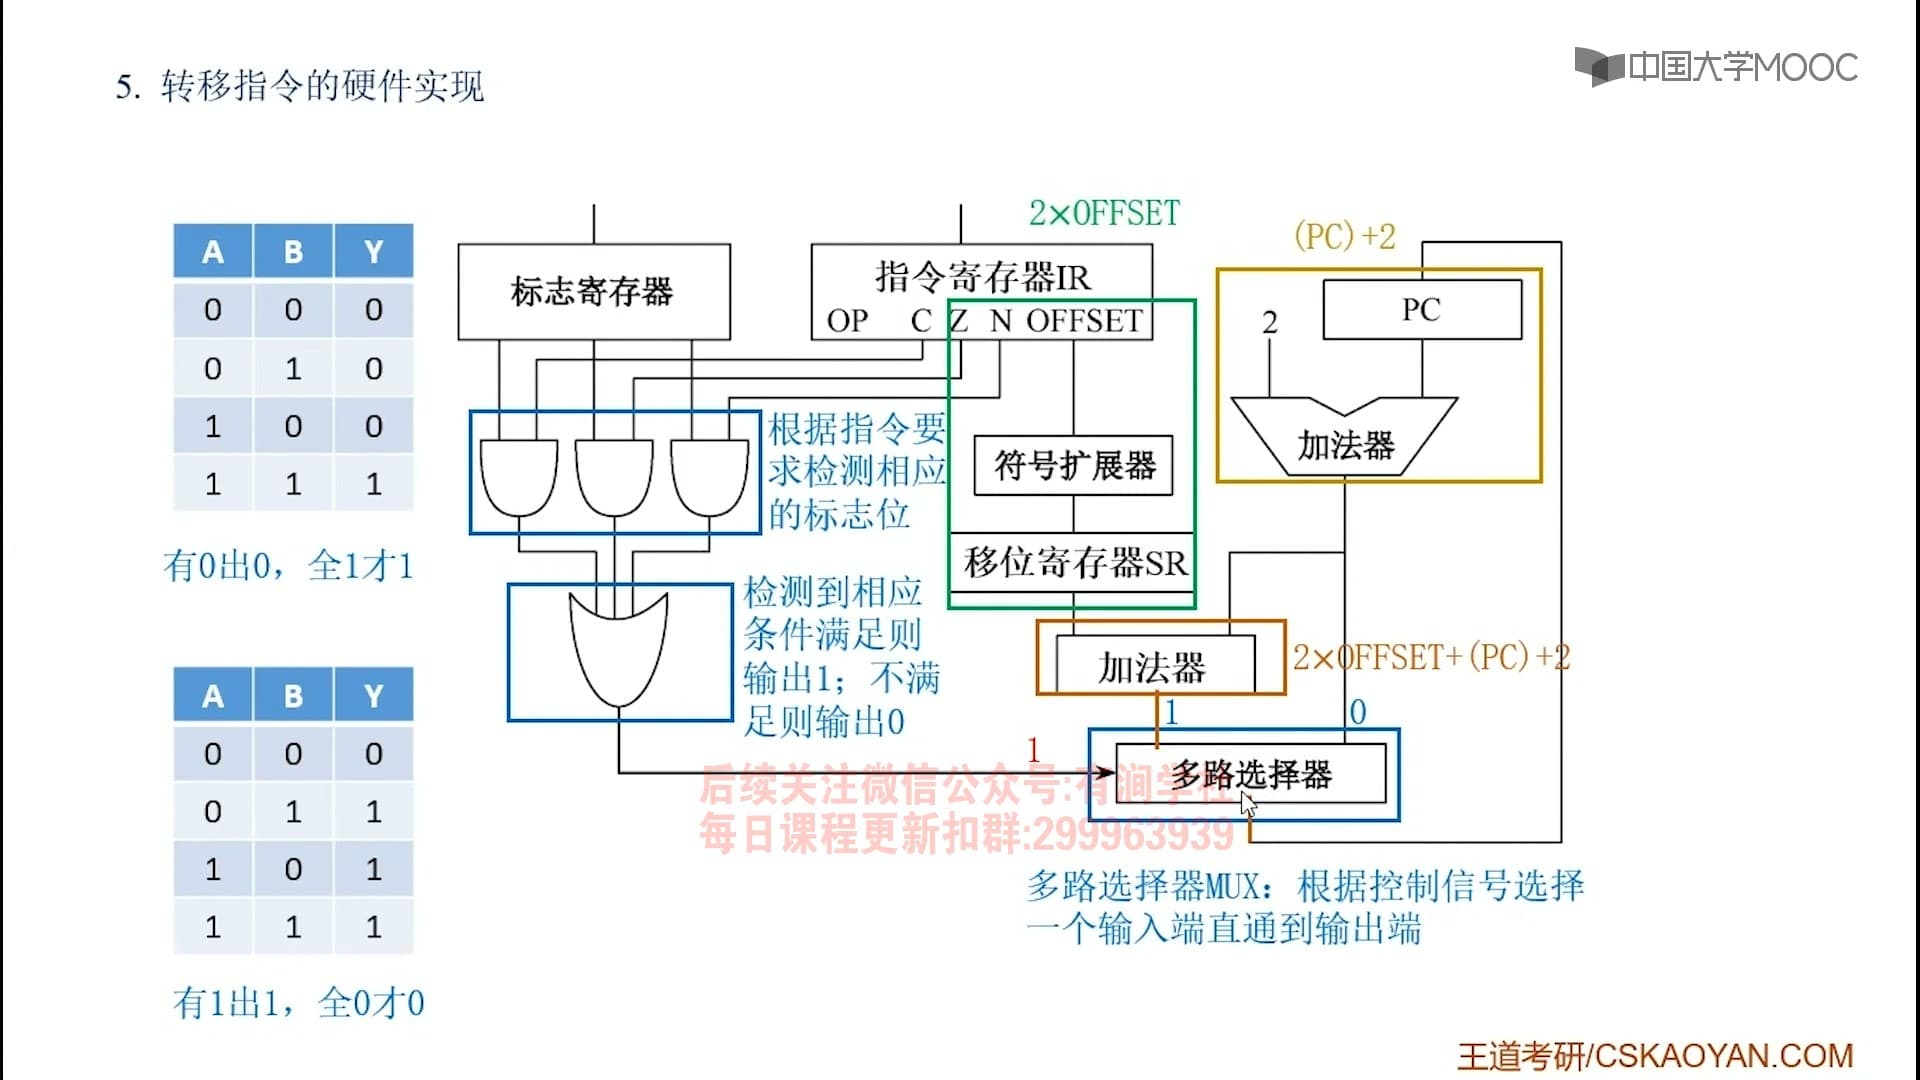 5. 转移指令的硬件实现
中国大学MOOC
A B Y
0 0 0
0 1 0
1 0 0
1 1 1
有0出0，全1才1
A B Y
0 0 0
0 1 1
1 0 1
1 1 1
有1出1，全0才0
标志寄存器
2×OFFSET
指令寄存器IR
OP C Z N OFFSET
(PC)+2
PC
2
加法器
根据指令要
求检测相应
的标志位
符号扩展器
移位寄存器SR
检测到相应
条件满足则
输出1；不满
足则输出0
加法器
2×OFFSET+(PC)+2
1
0
1
多路选择器
后续关注微信公众号:有涧学社
每日课程更新扣群:299963939
多路选择器MUX：根据控制信号选择
一个输入端直通到输出端
王道考研/CSKAOYAN.COM